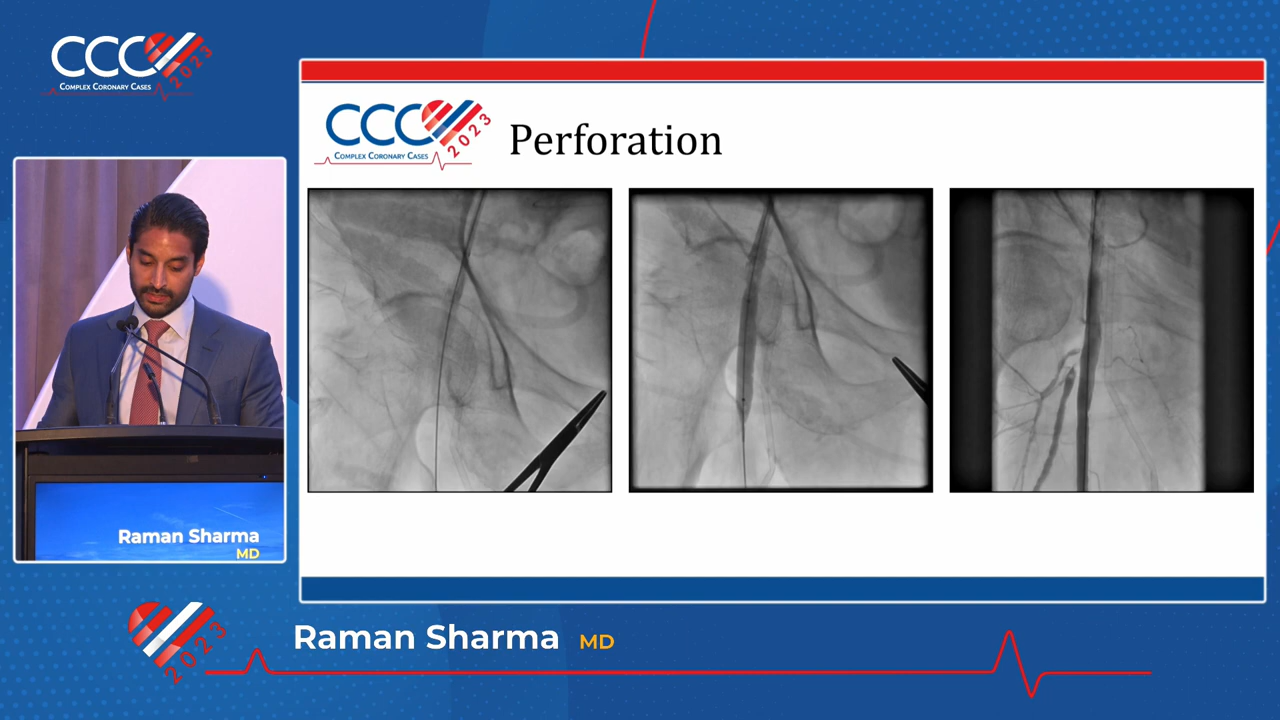 CCC
2023
COMPLEX CORONARY CASES
CCC
2023
COMPLEX CORONARY CASES
Perforation
Raman Sharma
MD
2023
Raman Sharma MD